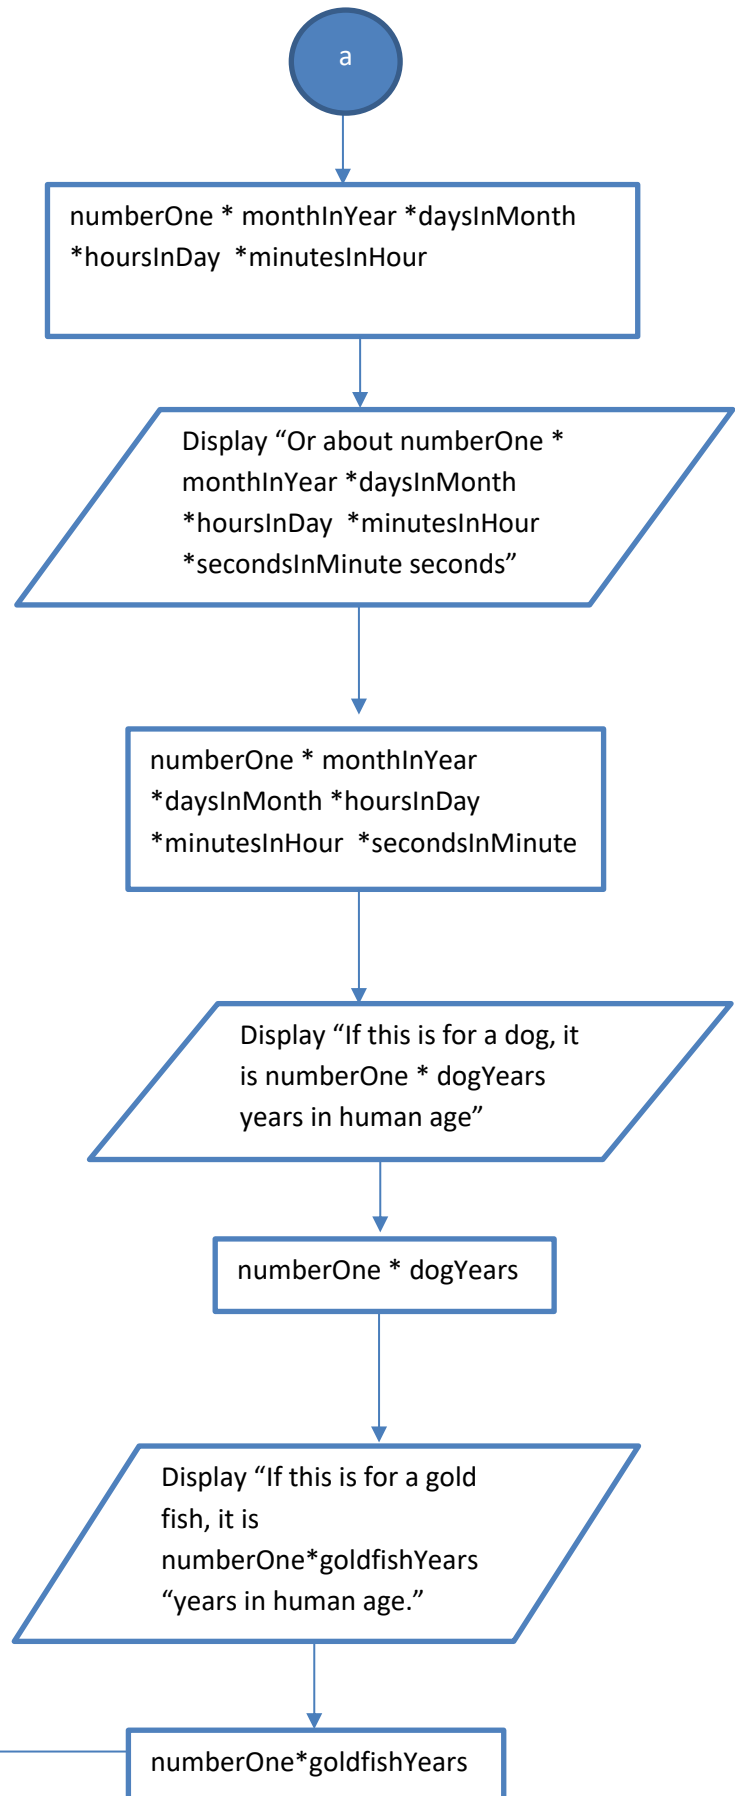 a
numberOne * monthInYear *daysInMonth
*hoursInDay  *minutesInHour
Display “Or about numberOne *
monthInYear *daysInMonth
*hoursInDay  *minutesInHour
*secondsInMinute seconds”
numberOne * monthInYear
*daysInMonth *hoursInDay
*minutesInHour  *secondsInMinute
Display “If this is for a dog, it
is numberOne * dogYears
years in human age”
numberOne * dogYears
Display “If this is for a gold
fish, it is
numberOne*goldfishYears
“years in human age.”
numberOne*goldfishYears